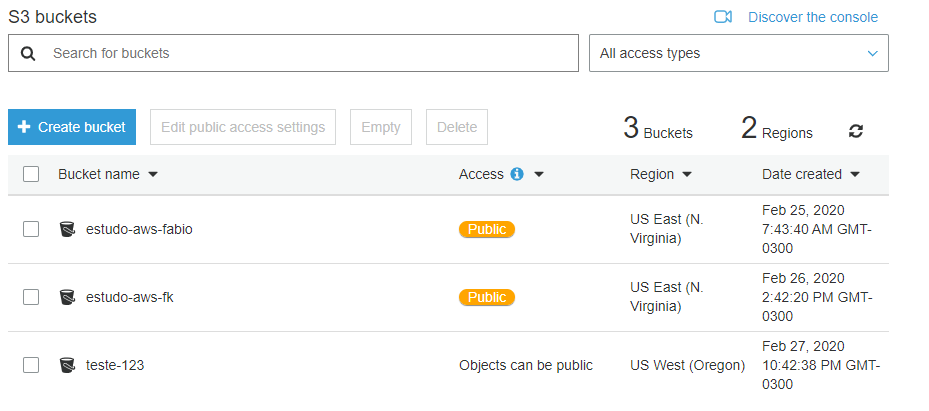 S3 buckets
Discover the console
Search for buckets
All access types
+ Create bucket
Edit public access settings
Empty
Delete
3 Buckets
2 Regions
Bucket name
Access
Region
Date created
estudo-aws-fabio
Public
US East (N.
Virginia)
Feb 25, 2020
7:43:40 AM GMT-
0300
estudo-aws-fk
Public
US East (N.
Virginia)
Feb 26, 2020
2:42:20 PM GMT-
0300
teste-123
Objects can be public
US West (Oregon)
Feb 27, 2020
10:42:38 PM GMT-
0300